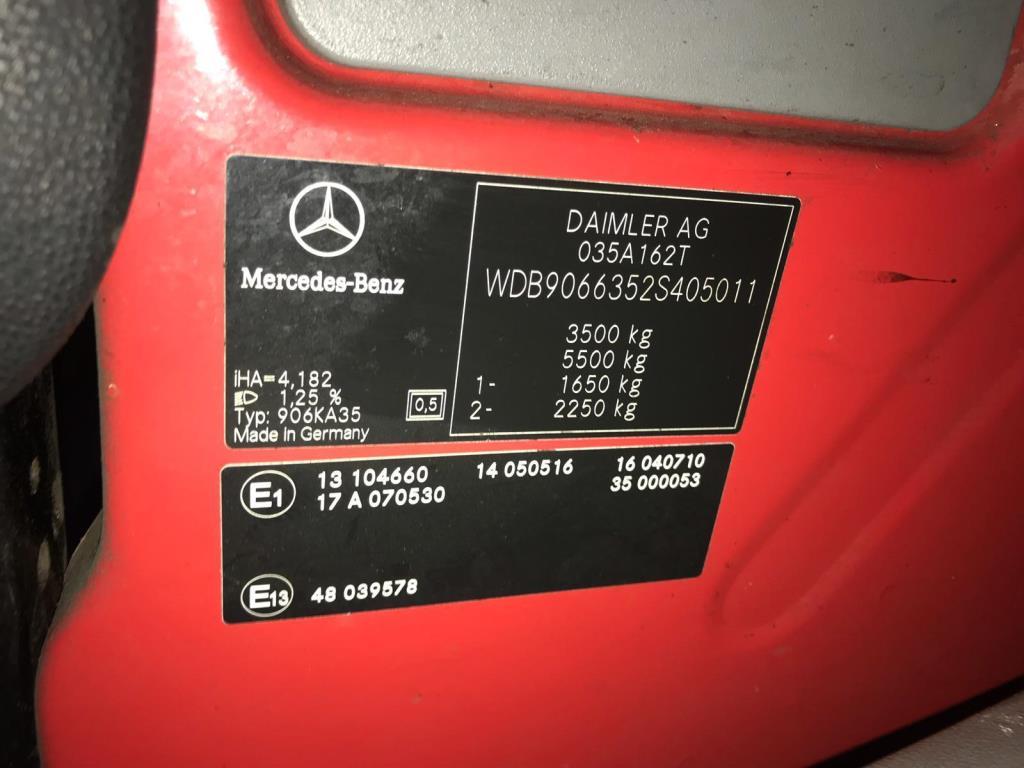 Mercedes-Benz
iHA=4,182
1,25 %
Typ: 906KA35
Made In Germany
0,5
DAIMLER AG
035A162T
WDB9066352S405011
3500 kg
5500 kg
1- 1650 kg
2- 2250 kg
E1 13 104660 14 050516 16 040710
17 A 070530 35 000053
E13 48 039578